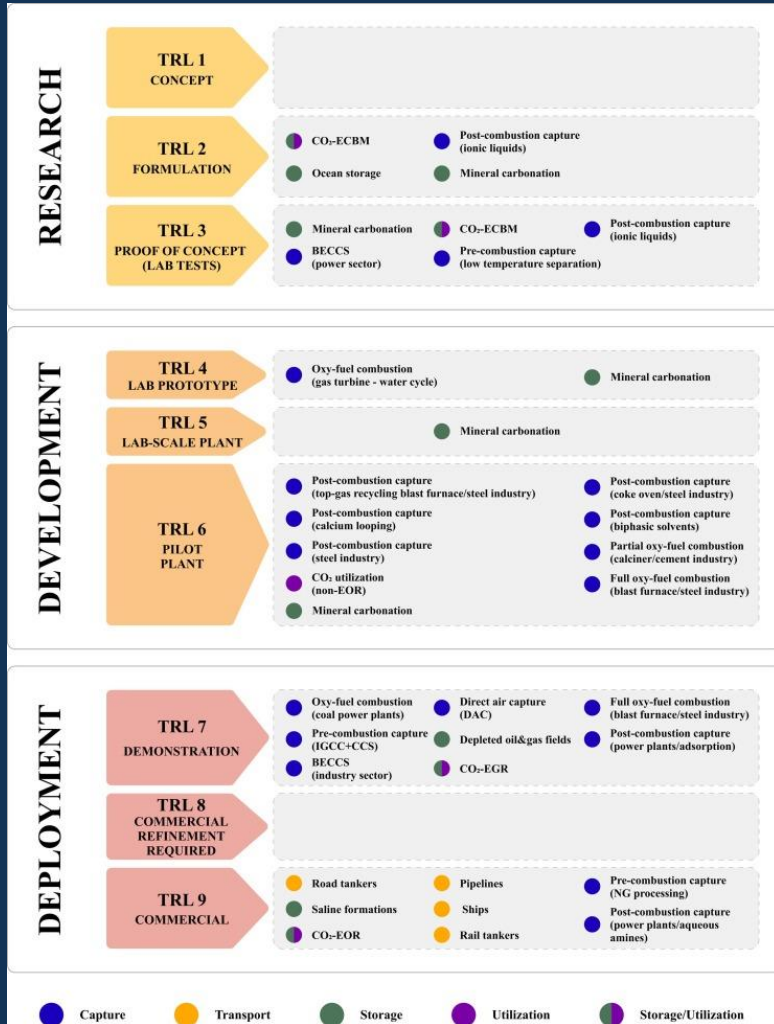 RESEARCH
TRL 1
CONCEPT
TRL 2
FORMULATION
CO₂-ECBM
Post-combustion capture
(ionic liquids)
Ocean storage
Mineral carbonation
TRL 3
PROOF OF CONCEPT
(LAB TESTS)
Mineral carbonation
CO₂-ECBM
Post-combustion capture
(ionic liquids)
BECCS
(power sector)
Pre-combustion capture
(low temperature separation)
DEVELOPMENT
TRL 4
LAB PROTOTYPE
Oxy-fuel combustion
(gas turbine - water cycle)
Mineral carbonation
TRL 5
LAB-SCALE PLANT
Mineral carbonation
TRL 6
PILOT
PLANT
Post-combustion capture
(top-gas recycling blast furnace/steel industry)
Post-combustion capture
(coke oven/steel industry)
Post-combustion capture
(calcium looping)
Post-combustion capture
(biphasic solvents)
Post-combustion capture
(steel industry)
Partial oxy-fuel combustion
(calciner/cement industry)
CO₂ utilization
(non-EOR)
Full oxy-fuel combustion
(blast furnace/steel industry)
Mineral carbonation
DEPLOYMENT
TRL 7
DEMONSTRATION
Oxy-fuel combustion
(coal power plants)
Direct air capture
(DAC)
Full oxy-fuel combustion
(blast furnace/steel industry)
Pre-combustion capture
(IGCC+CCS)
Depleted oil&gas fields
Post-combustion capture
(power plants/adsorption)
BECCS
(industry sector)
CO₂-EGR
TRL 8
COMMERCIAL
REFINEMENT
REQUIRED
TRL 9
COMMERCIAL
Road tankers
Pipelines
Pre-combustion capture
(NG processing)
Saline formations
Ships
Post-combustion capture
(power plants/aqueous
amines)
CO₂-EOR
Rail tankers
Capture
Transport
Storage
Utilization
Storage/Utilization